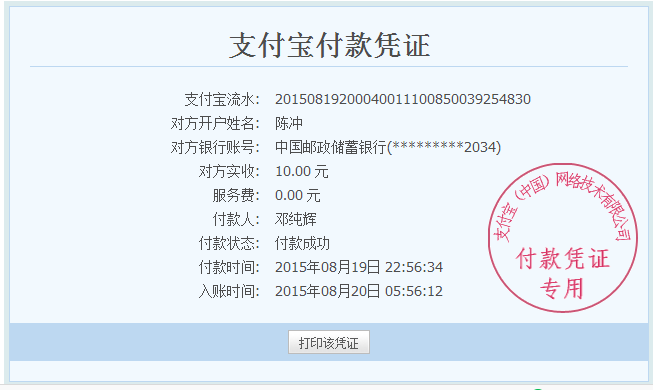 支付宝付款凭证
支付宝流水: 20150819200040011100850039254830
对方开户姓名: 陈冲
对方银行账号: 中国邮政储蓄银行(*********2034)
对方实收: 10.00 元
服务费: 0.00 元
付款人: 邓纯辉
付款状态: 付款成功
付款时间: 2015年08月19日 22:56:34
入账时间: 2015年08月20日 05:56:12
支付宝（中国）网络技术有限公司
付款凭证
专用
打印该凭证